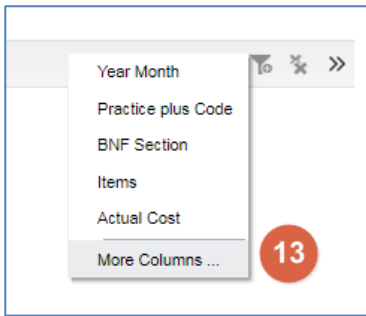 Year Month
Practice plus Code
BNF Section
Items
Actual Cost
More Columns ...
13